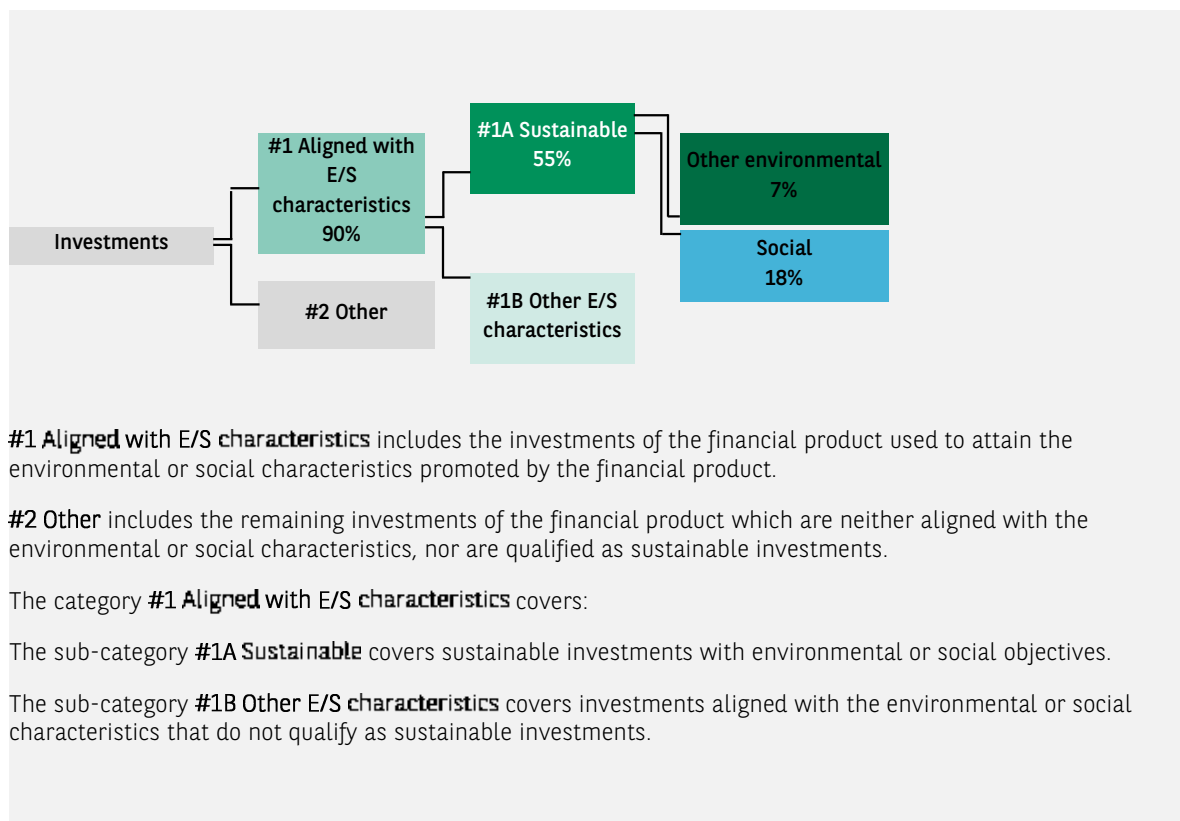 #1A Sustainable
55%
#1 Aligned with
E/S
characteristics
90%
Other environmental
7%
Investments
Social
18%
#2 Other
#1B Other E/S
characteristics
#1 Aligned with E/S characteristics includes the investments of the financial product used to attain the
environmental or social characteristics promoted by the financial product.
#2 Other includes the remaining investments of the financial product which are neither aligned with the
environmental or social characteristics, nor are qualified as sustainable investments.
The category #1 Aligned with E/S characteristics covers:
The sub-category #1A Sustainable covers sustainable investments with environmental or social objectives.
The sub-category #1B Other E/S characteristics covers investments aligned with the environmental or social
characteristics that do not qualify as sustainable investments.